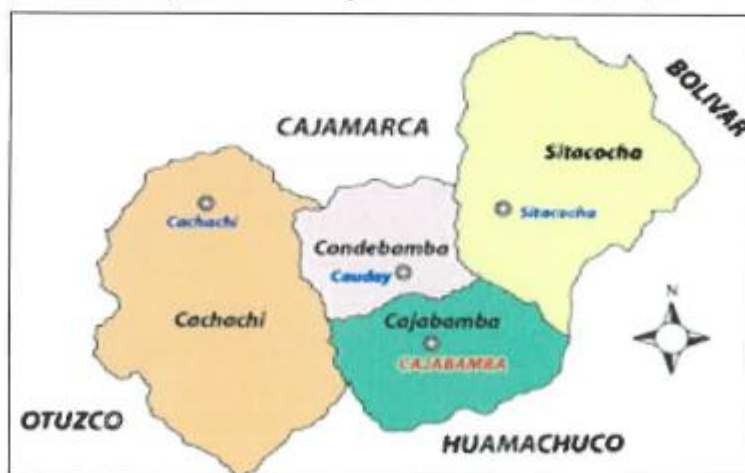 BOLIVAR
CAJAMARCA
Sitacocha
Cachachi
Sitacocha
Condebamba
Cauday
Cachachi
Cajabamba
CAJABAMBA
N
OTUZCO
HUAMACHUCO